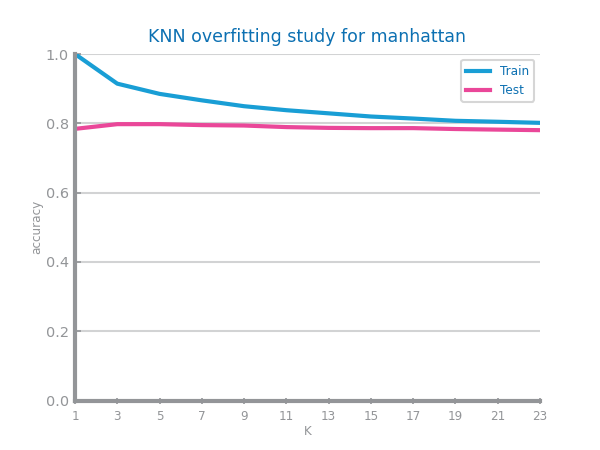 KNN overfitting study for manhattan
1.0
0.8
0.6
0.4
0.2
0.0
accuracy
Train
Test
1 3 5 7 9 11 13 15 17 19 21 23
K